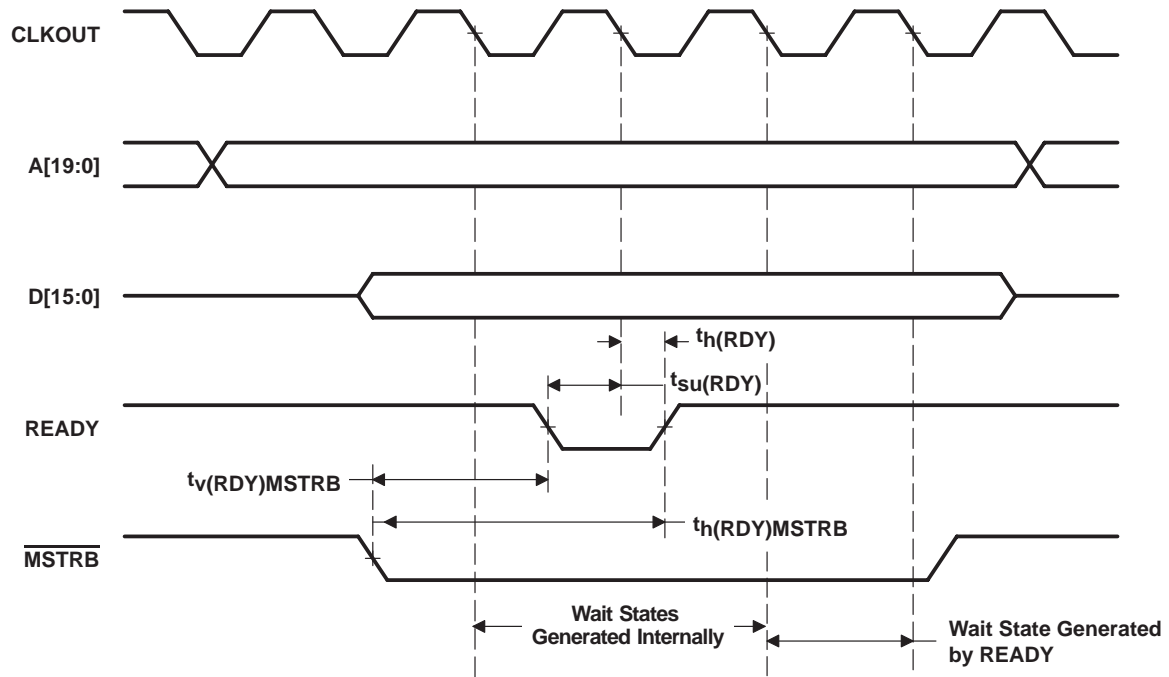 CLKOUT
A[19:0]
D[15:0]
th(RDY)
tsu(RDY)
READY
tv(RDY)MSTRB
th(RDY)MSTRB
MSTRB
Wait States
Generated Internally
Wait State Generated
by READY